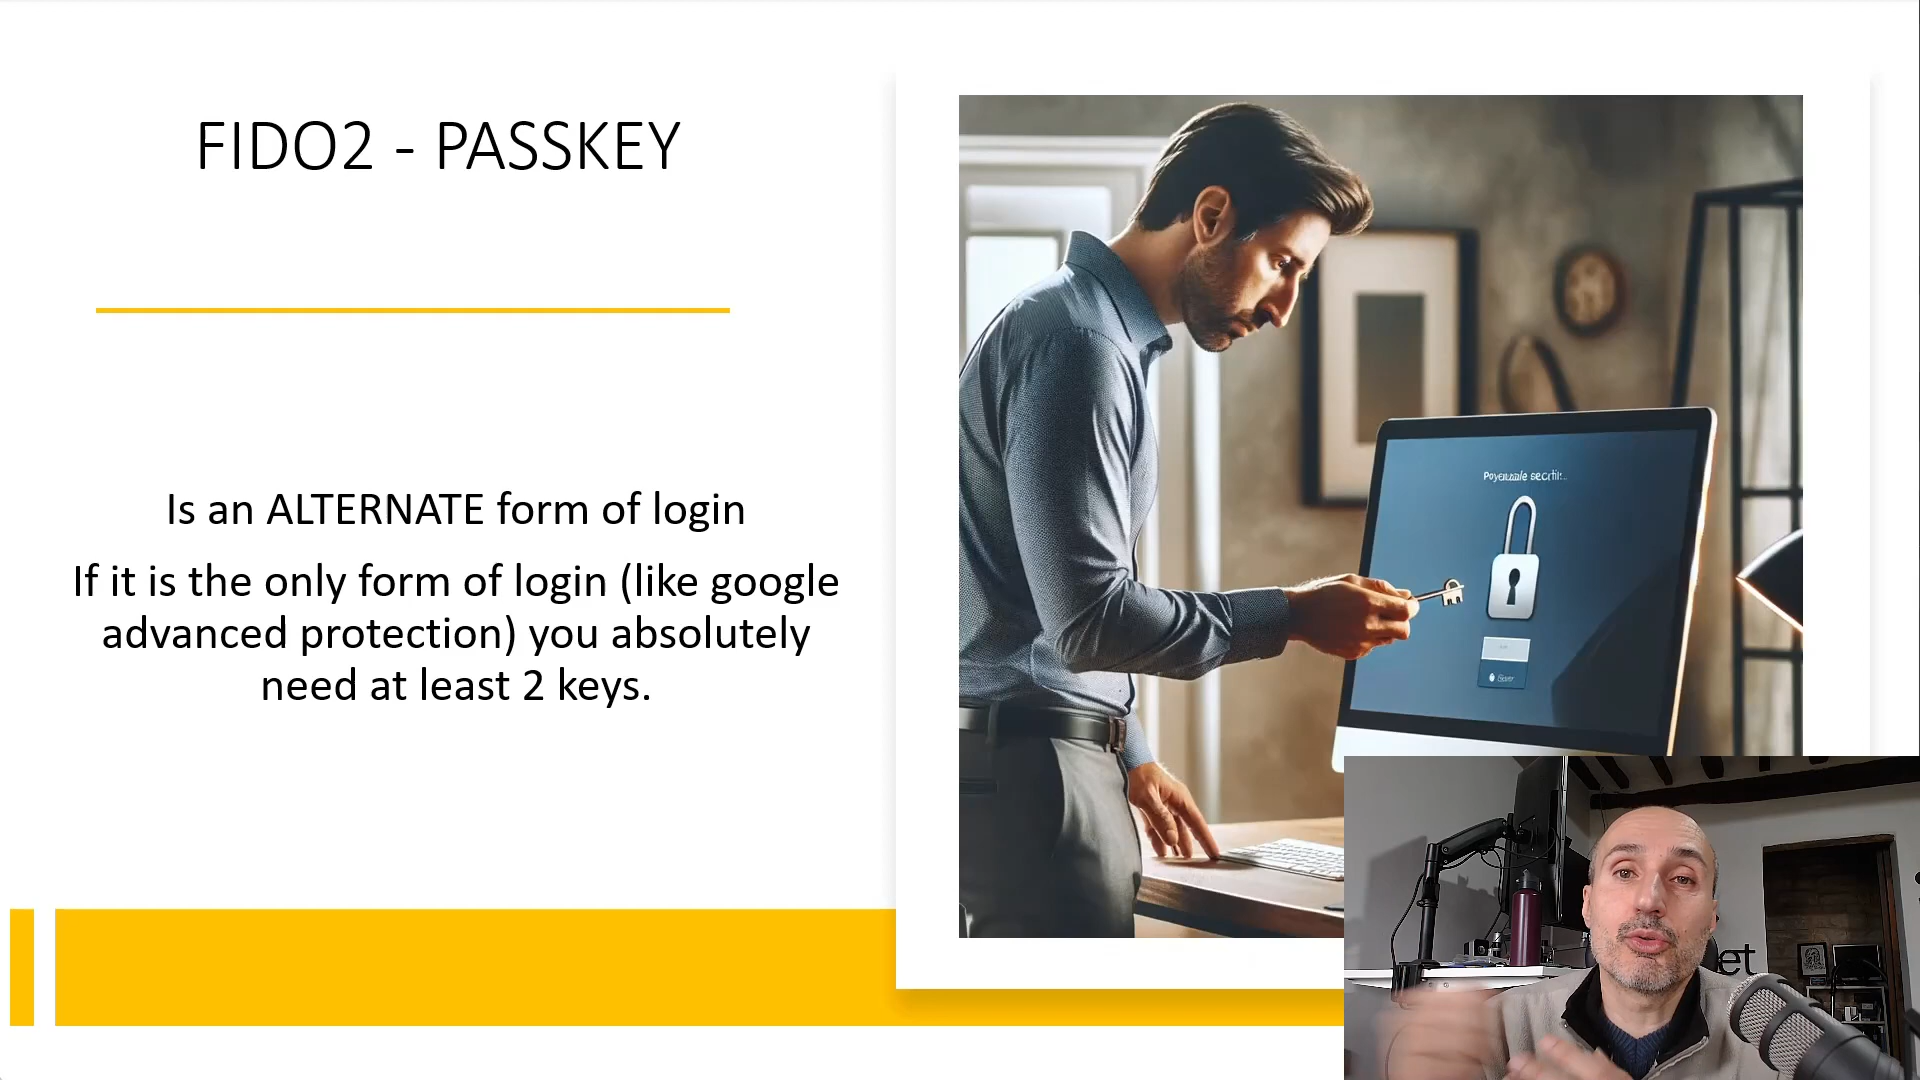 FIDO2 - PASSKEY
Is an ALTERNATE form of login
If it is the only form of login (like google
advanced protection) you absolutely
need at least 2 keys.
et